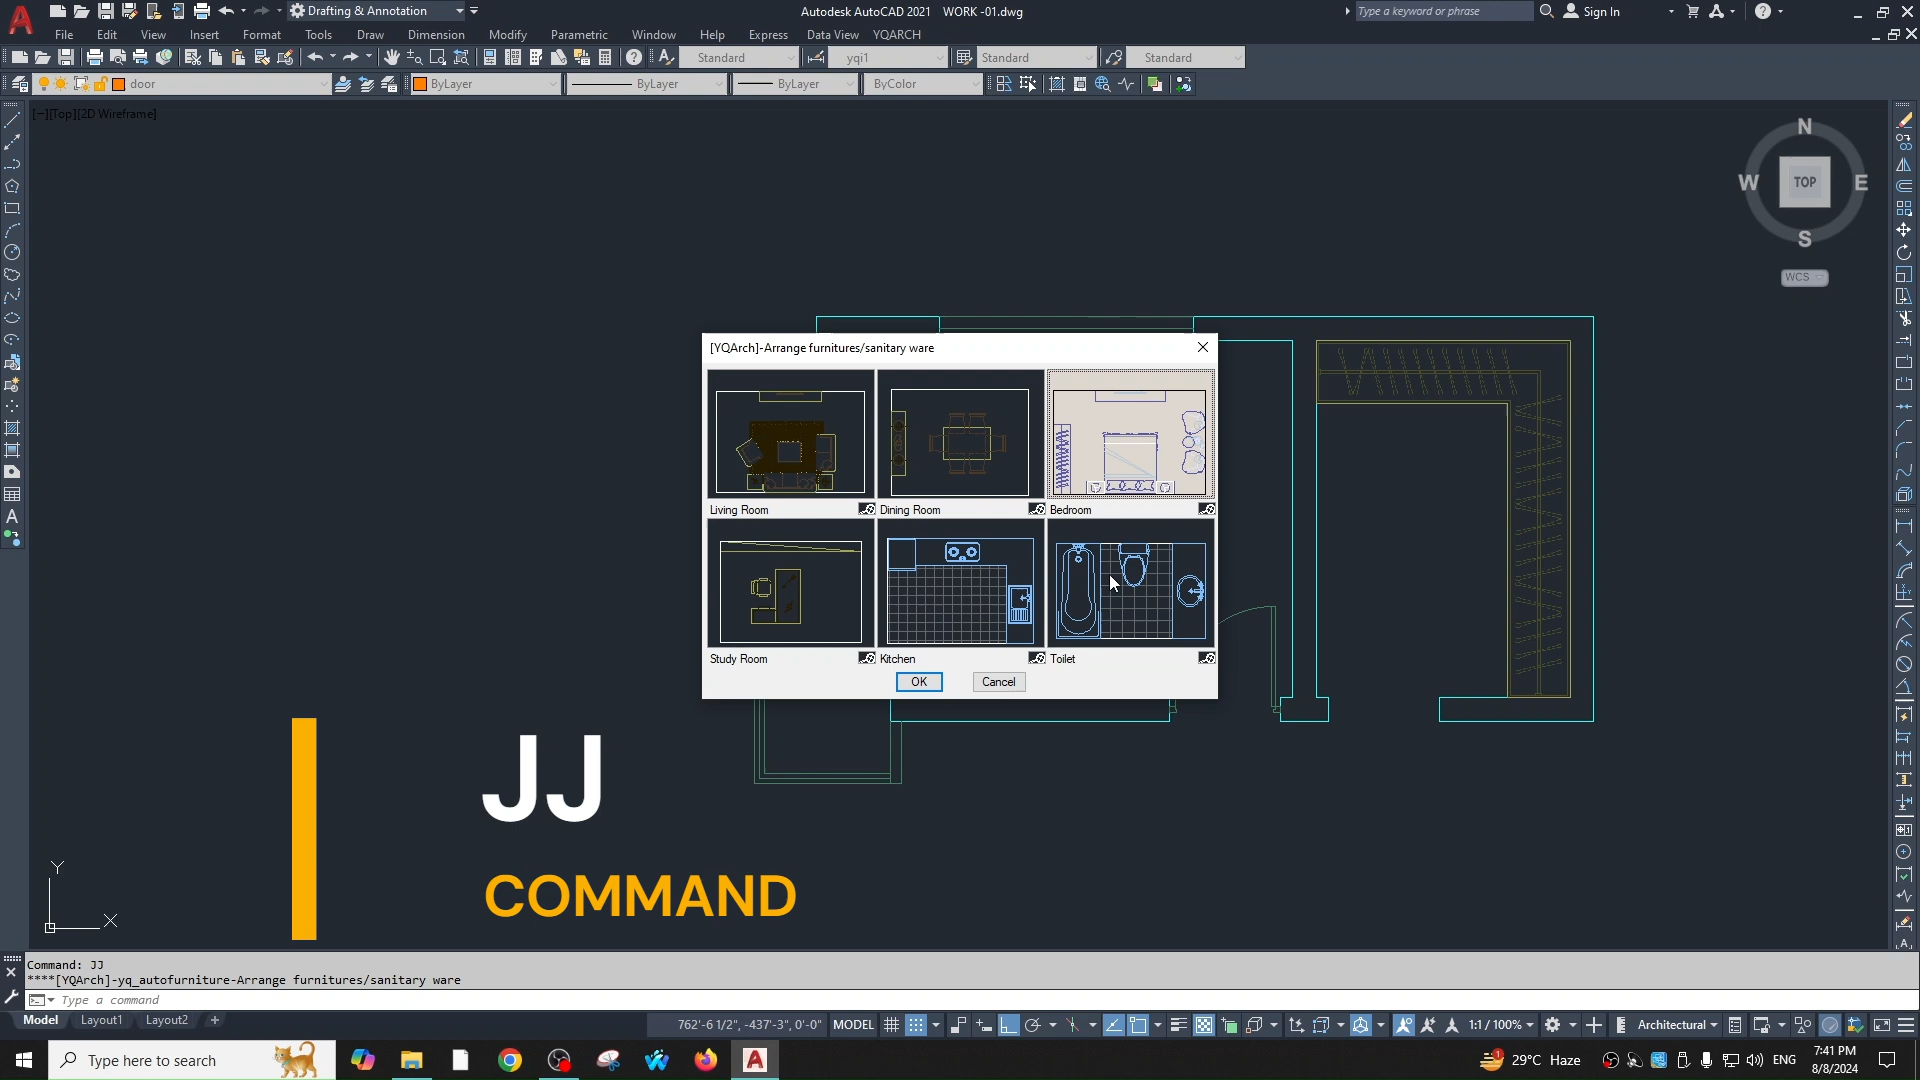 Drafting & Annotation
Autodesk AutoCAD 2021 WORK -01.dwg
Type a keyword or phrase
Sign In
File Edit View Insert Format Tools Draw Dimension Modify Parametric Window Help Express Data View YQARCH
Standard yqi1 Standard Standard
door ByLayer ByLayer ByLayer ByColor
[−][Top][2D Wireframe]
N
W TOP E
S
WCS
[YQArch]-Arrange furnitures/sanitary ware
Living Room Dining Room Bedroom
Study Room Kitchen Toilet
OK Cancel
JJ
COMMAND
Y
X
Command: JJ
****[YQArch]-yq_autofurniture-Arrange furnitures/sanitary ware
Type a command
Model Layout1 Layout2 +
762'-6 1/2", -437'-3", 0'-0" MODEL 1:1 / 100% Architectural
Type here to search
29°C Haze
ENG
7:41 PM
8/8/2024